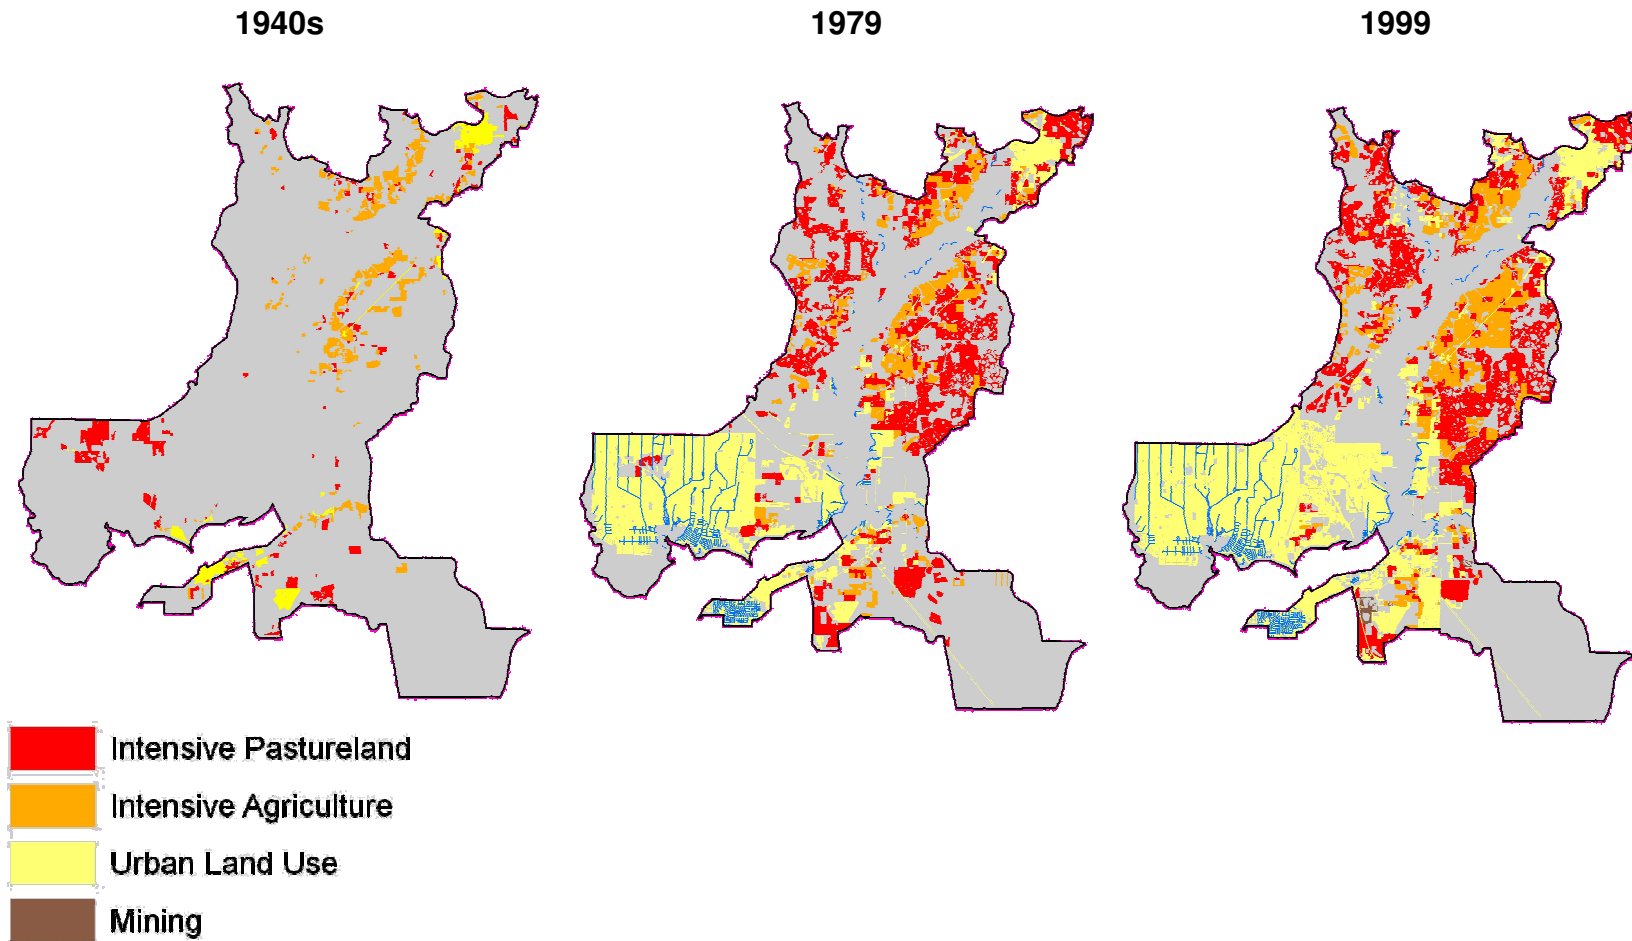 1940s
1979
1999
Intensive Pastureland
Intensive Agriculture
Urban Land Use
Mining